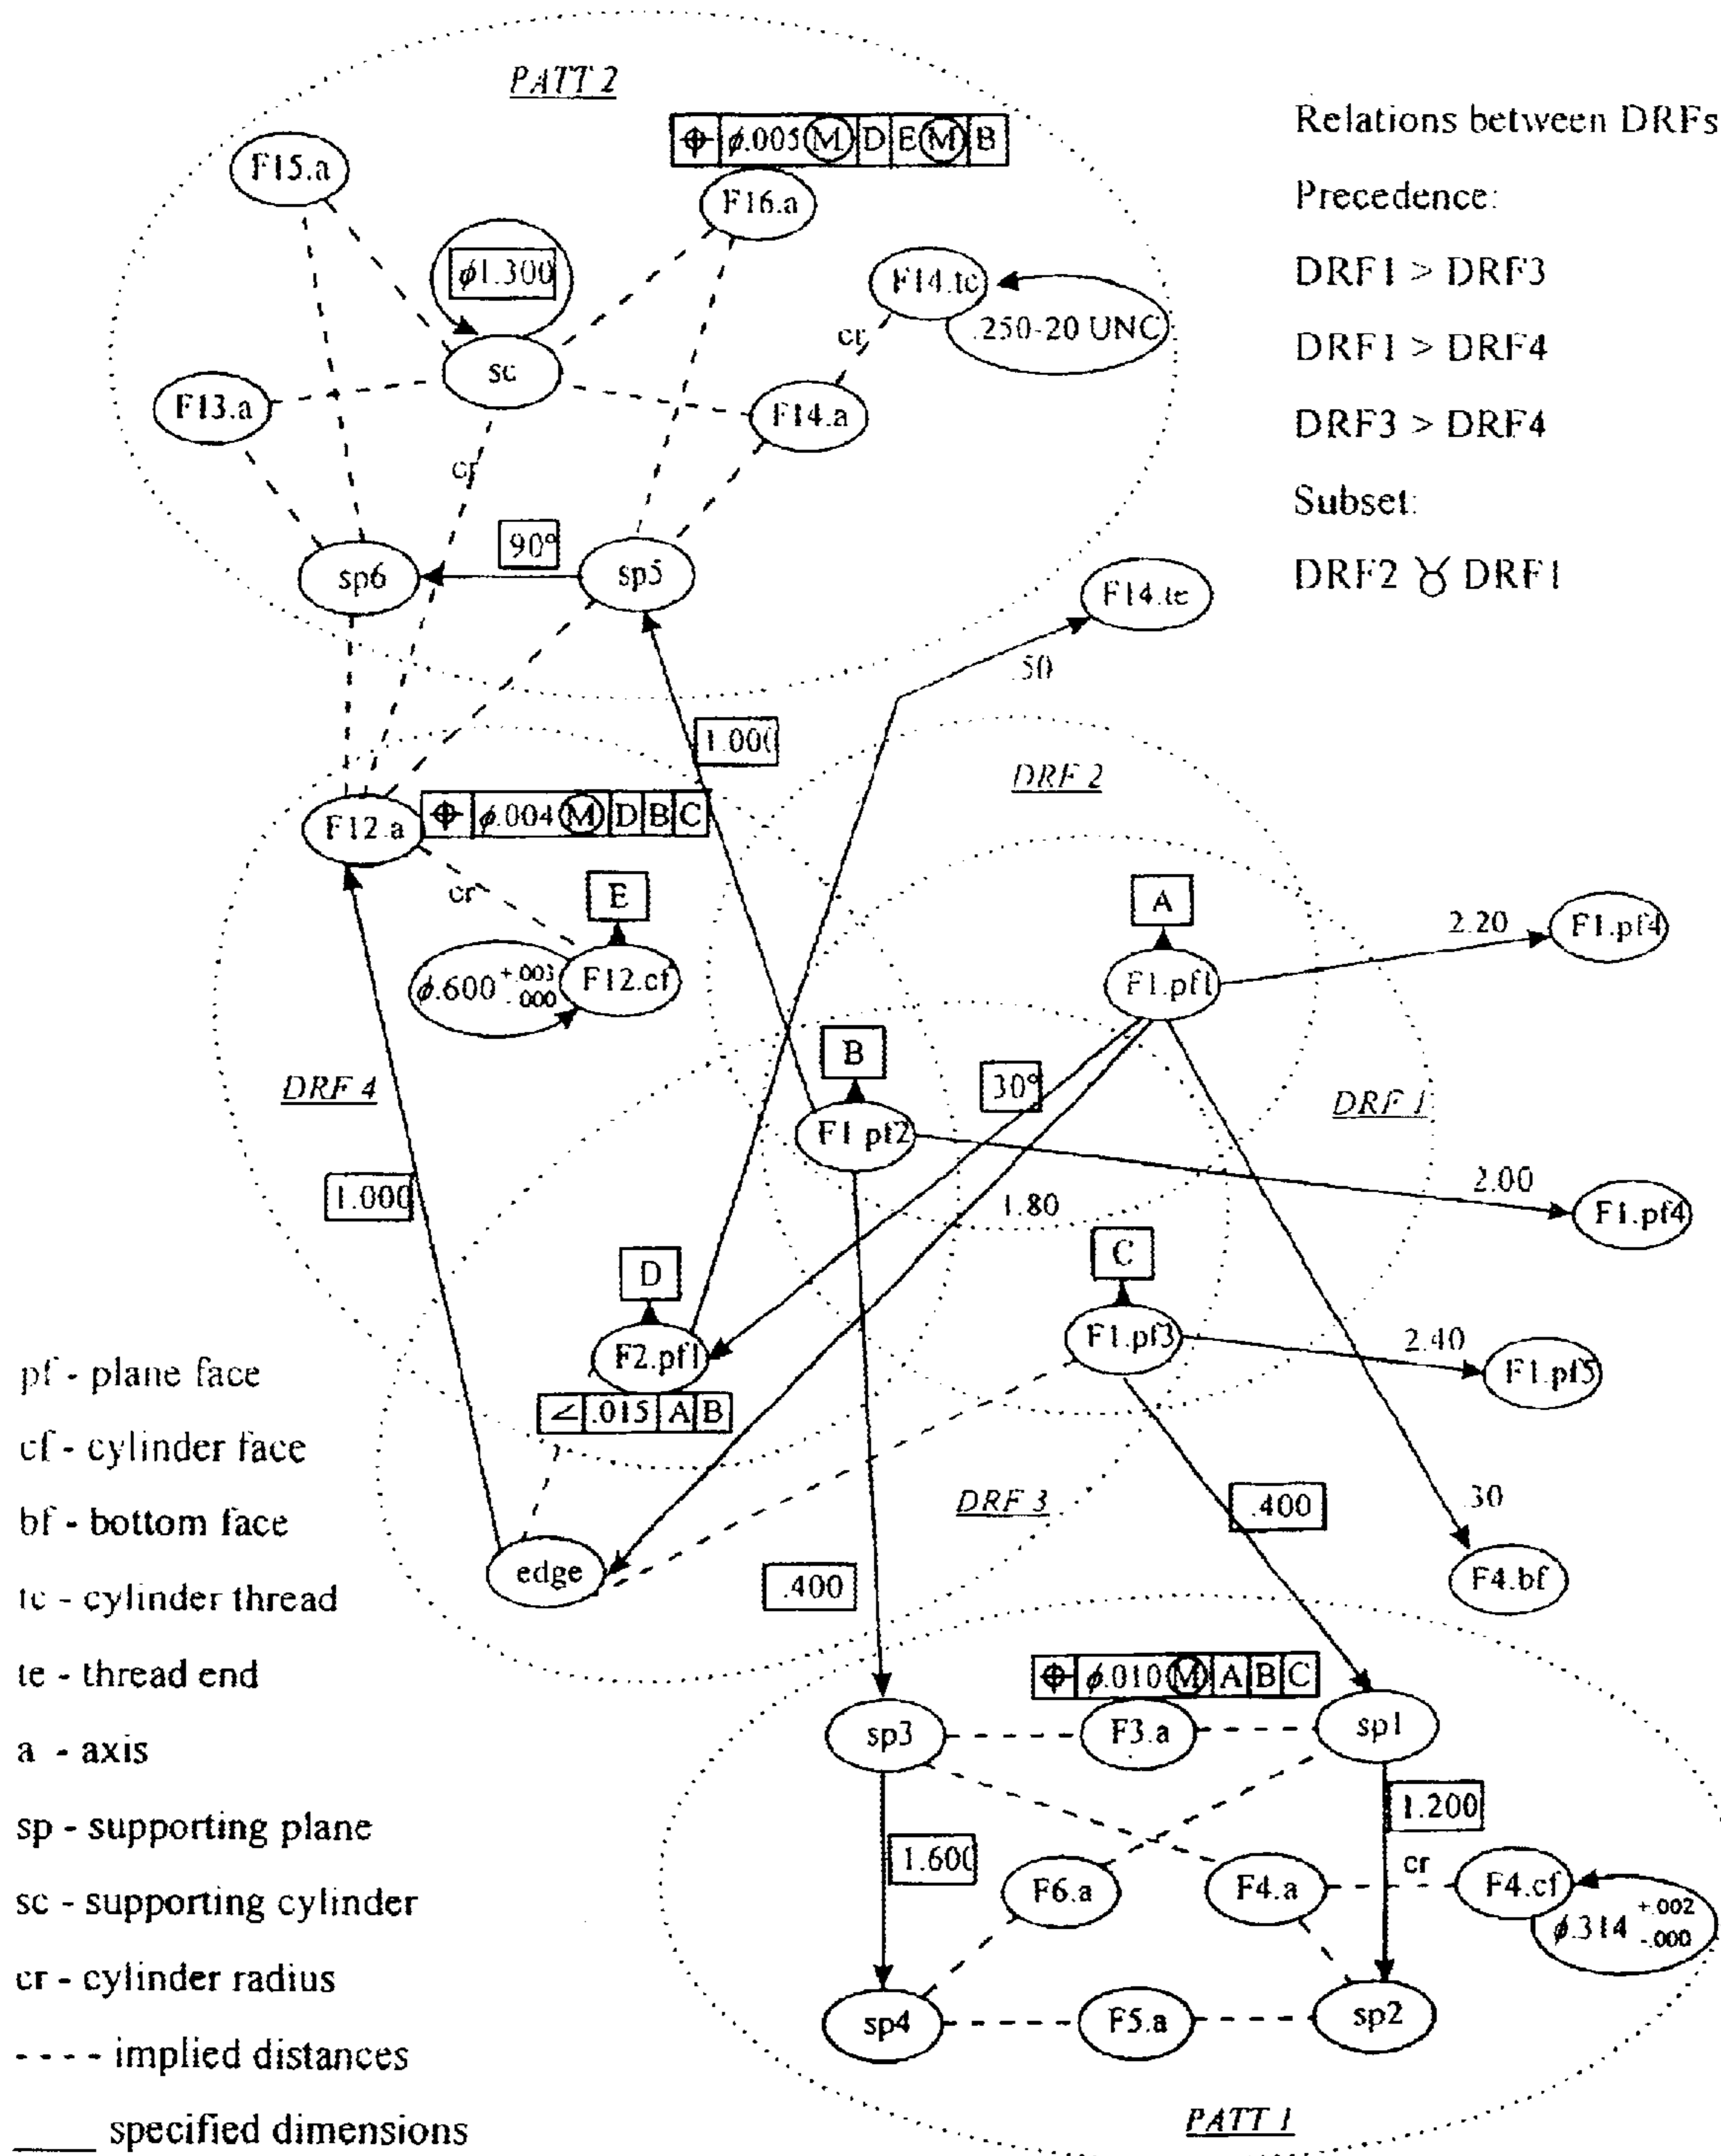 PATT 2
⌖ ϕ.005 Ⓜ D E Ⓜ B
F15.a
F16.a
ϕ1.300
F14.tc
.250-20 UNC
cr
sc
F13.a
F14.a
cr
90°
sp6
sp5
F14.te
.50
1.000
DRF 2
F12.a
⌖ ϕ.004 Ⓜ D B C
cr
E
A
F12.cf
ϕ.600 +.003 -.000
F1.pf1
2.20
F1.pf4
B
30°
DRF 4
DRF 1
F1.pf2
1.000
1.80
2.00
F1.pf4
D
C
F2.pf1
F1.pf3
2.40
F1.pf5
∠ .015 A B
DRF 3
.400
.30
edge
.400
F4.bf
⌖ ϕ.010 Ⓜ A B C
sp3
F3.a
sp1
1.200
1.600
cr
F6.a
F4.a
F4.cf
ϕ.314 +.002 -.000
sp4
F5.a
sp2
PATT 1
Relations between DRFs
Precedence:
DRF1 > DRF3
DRF1 > DRF4
DRF3 > DRF4
Subset:
DRF2 ♉ DRF1
pf - plane face
cf - cylinder face
bf - bottom face
tc - cylinder thread
te - thread end
a - axis
sp - supporting plane
sc - supporting cylinder
cr - cylinder radius
- - - - implied distances
____ specified dimensions